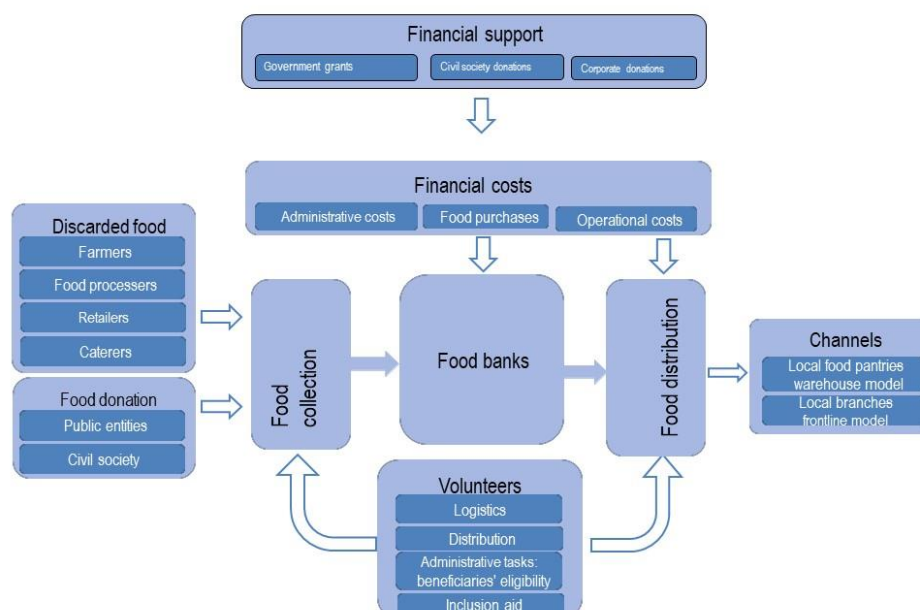 Financial support
Government grants
Civil society donations
Corporate donations
Financial costs
Administrative costs
Food purchases
Operational costs
Discarded food
Farmers
Food processers
Retailers
Caterers
Food donation
Public entities
Civil society
Food
collection
Food banks
Food distribution
Channels
Local food pantries
warehouse model
Local branches
frontline model
Volunteers
Logistics
Distribution
Administrative tasks:
beneficiaries' eligibility
Inclusion aid